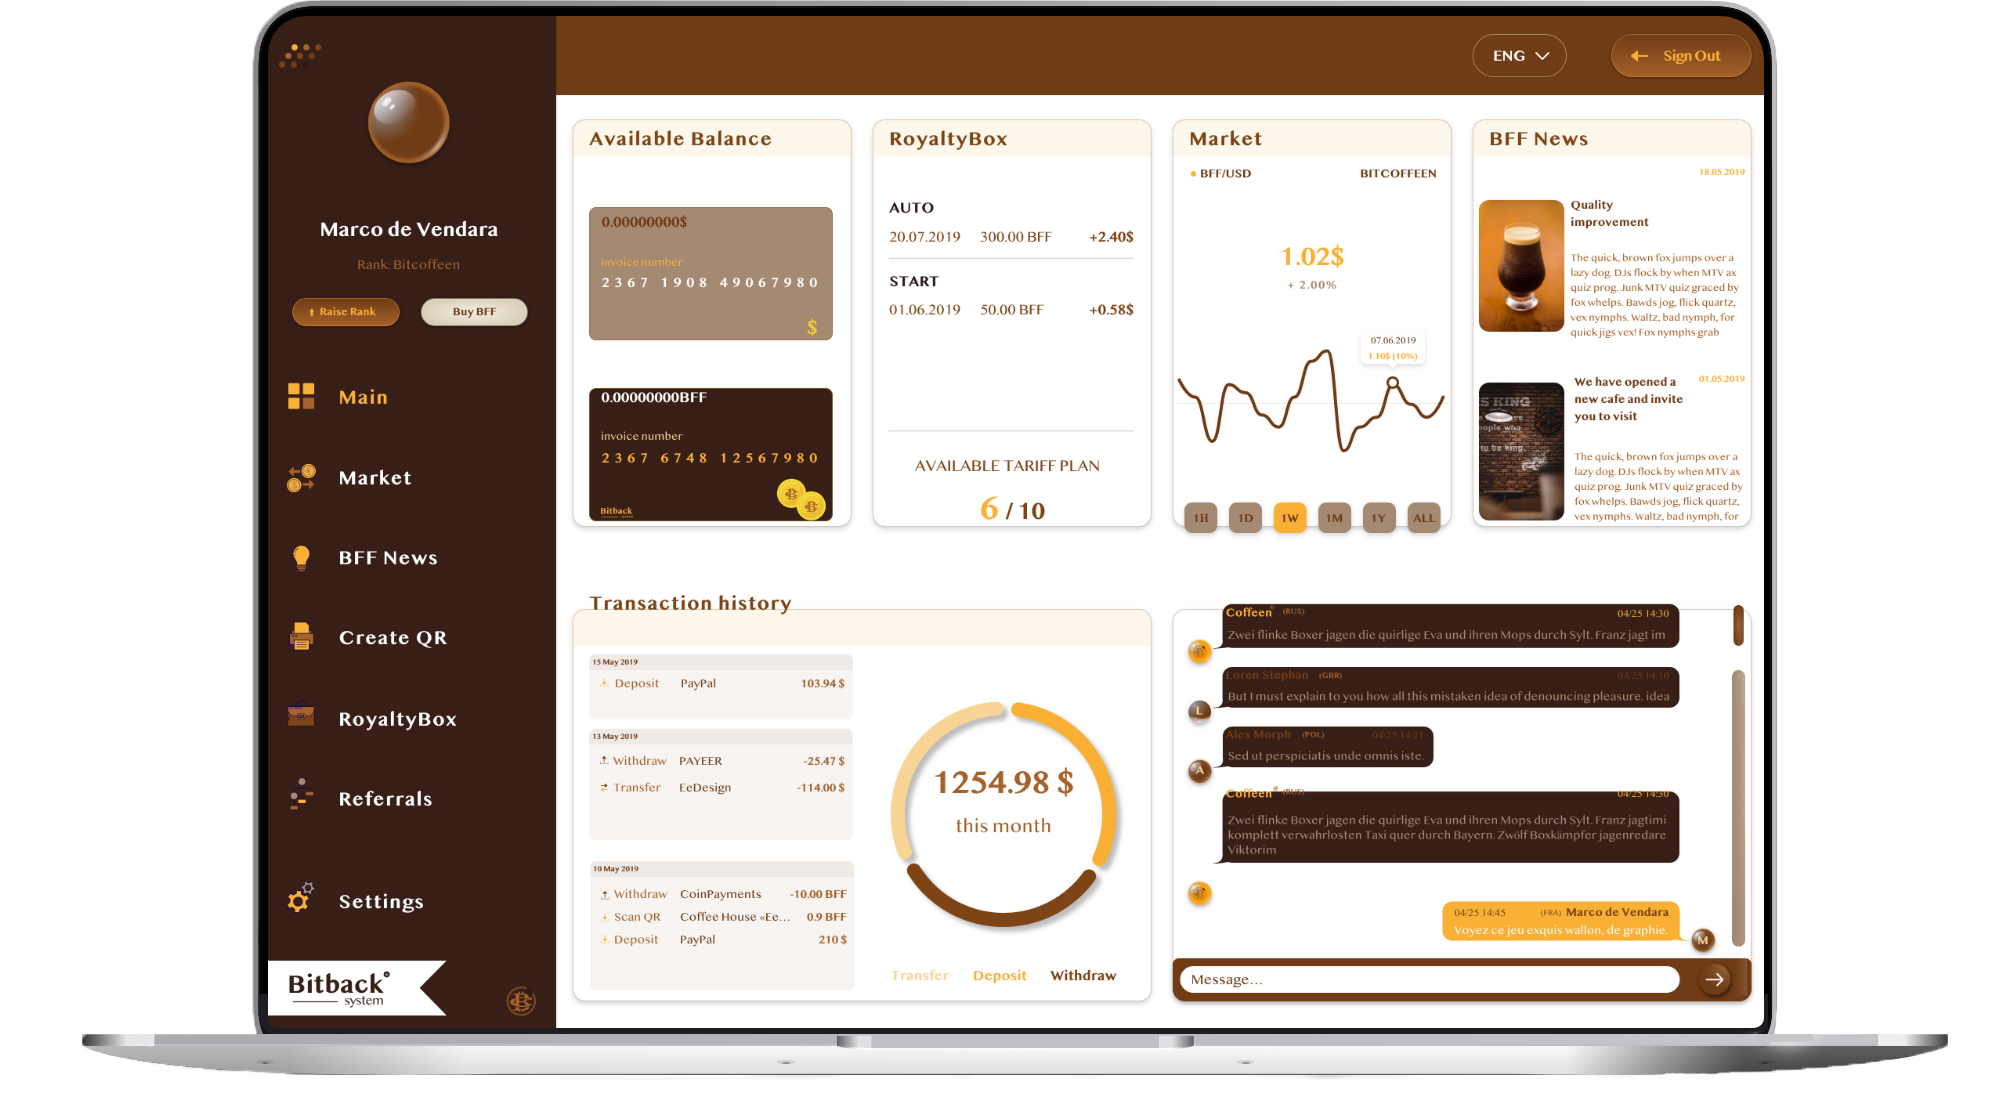 ENG
Sign Out
Marco de Vendara
Rank: Bitcoffeen
Raise Rank
Buy BFF
Main
Market
BFF News
Create QR
RoyaltyBox
Referrals
Settings
Bitback°
system
Available Balance
0.00000000$
invoice number
2367 1908 49067980
$
0.00000000BFF
invoice number
2367 6748 12567980
Bitback
system
RoyaltyBox
AUTO
20.07.2019 300.00 BFF +2.40$
START
01.06.2019 50.00 BFF +0.58$
AVAILABLE TARIFF PLAN
6 / 10
Market
BFF/USD BITCOFFEEN
1.02$
+ 2.00%
07.06.2019
1.10$ (10%)
1H 1D 1W 1M 1Y ALL
BFF News
18.05.2019
Quality
improvement
The quick, brown fox jumps over a
lazy dog. DJs flock by when MTV ax
quiz prog. Junk MTV quiz graced by
fox whelps. Bawds jog, flick quartz,
vex nymphs. Waltz, bad nymph, for
quick jigs vex! Fox nymphs grab
S KING
ople who
to be king.
We have opened a
new cafe and invite
you to visit
01.05.2019
The quick, brown fox jumps over a
lazy dog. DJs flock by when MTV ax
quiz prog. Junk MTV quiz graced by
fox whelps. Bawds jog, flick quartz,
vex nymphs. Waltz, bad nymph, for
Transaction history
15 May 2019
Deposit PayPal 103.94 $
13 May 2019
Withdraw PAYEER -25.47 $
Transfer EeDesign -114.00 $
10 May 2019
Withdraw CoinPayments -10.00 BFF
Scan QR Coffee House «Ee... 0.9 BFF
Deposit PayPal 210 $
1254.98 $
this month
Transfer Deposit Withdraw
Coffeen° (RUS) 04/25 14:30
Zwei flinke Boxer jagen die quirlige Eva und ihren Mops durch Sylt. Franz jagt im
Loren Stephan (GBR) 04/25 14:10
But I must explain to you how all this mistaken idea of denouncing pleasure. idea
L
Alex Morph (POL) 04/25 14:21
Sed ut perspiciatis unde omnis iste.
A
Coffeen° (RUS) 04/25 14:30
Zwei flinke Boxer jagen die quirlige Eva und ihren Mops durch Sylt. Franz jagtimi
komplett verwahrlosten Taxi quer durch Bayern. Zwölf Boxkämpfer jagenredare
Viktorim
04/25 14:45 (FRA) Marco de Vendara
Voyez ce jeu exquis wallon, de graphie.
M
Message...